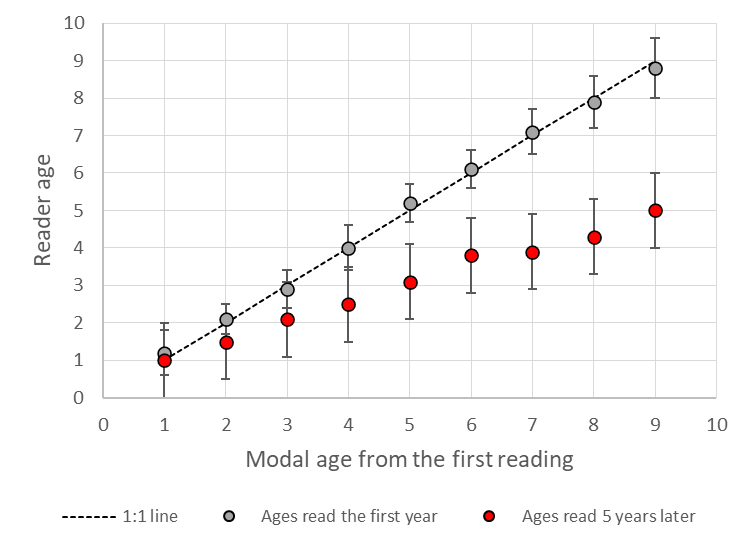 10
9
8
7
6
5
4
3
2
1
0
Reader age
0 1 2 3 4 5 6 7 8 9 10
Modal age from the first reading
1:1 line Ages read the first year Ages read 5 years later